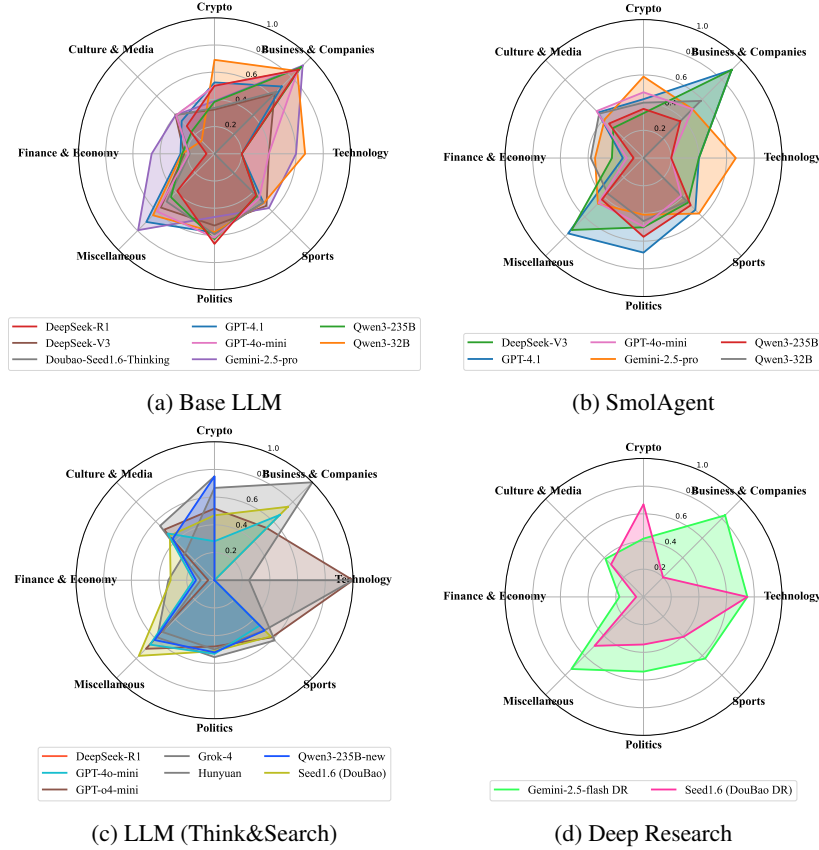 Crypto
1.0
Culture & Media
Business & Companies
0.6
0.4
0.2
Finance & Economy
Technology
Miscellaneous
Sports
Politics
DeepSeek-R1
GPT-4.1
Qwen3-235B
DeepSeek-V3
GPT-4o-mini
Qwen3-32B
Doubao-Seed1.6-Thinking
Gemini-2.5-pro
(a) Base LLM
Crypto
1.0
Culture & Media
Business & Companies
0.6
0.4
0.2
Finance & Economy
Technology
Miscellaneous
Sports
Politics
DeepSeek-V3
GPT-4o-mini
Qwen3-235B
GPT-4.1
Gemini-2.5-pro
Qwen3-32B
(b) SmolAgent
Crypto
1.0
Culture & Media
Business & Companies
0.6
0.4
0.2
Finance & Economy
Technology
Miscellaneous
Sports
Politics
DeepSeek-R1
Grok-4
Qwen3-235B-new
GPT-4o-mini
Hunyuan
Seed1.6 (DouBao)
GPT-o4-mini
(c) LLM (Think&Search)
Crypto
1.0
Culture & Media
Business & Companies
0.6
0.4
0.2
Finance & Economy
Technology
Miscellaneous
Sports
Politics
Gemini-2.5-flash DR
Seed1.6 (DouBao DR)
(d) Deep Research